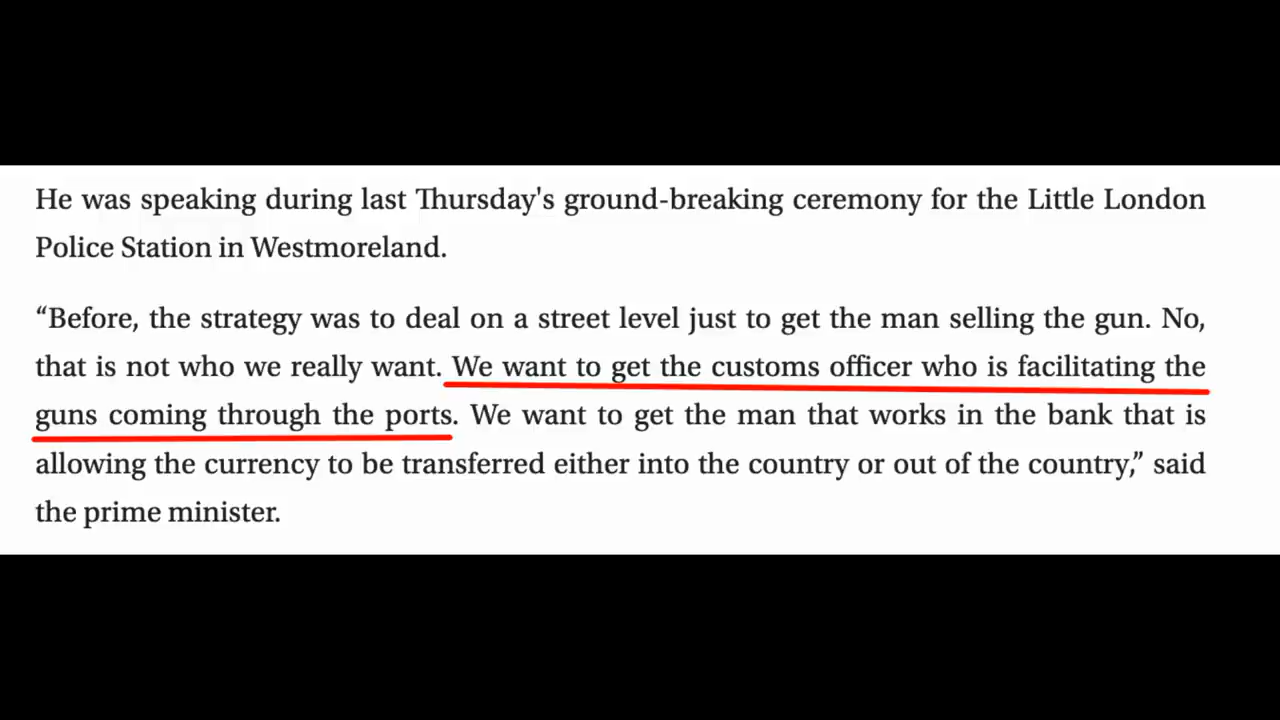 He was speaking during last Thursday's ground-breaking ceremony for the Little London
Police Station in Westmoreland.
“Before, the strategy was to deal on a street level just to get the man selling the gun. No,
that is not who we really want. We want to get the customs officer who is facilitating the
guns coming through the ports. We want to get the man that works in the bank that is
allowing the currency to be transferred either into the country or out of the country,” said
the prime minister.